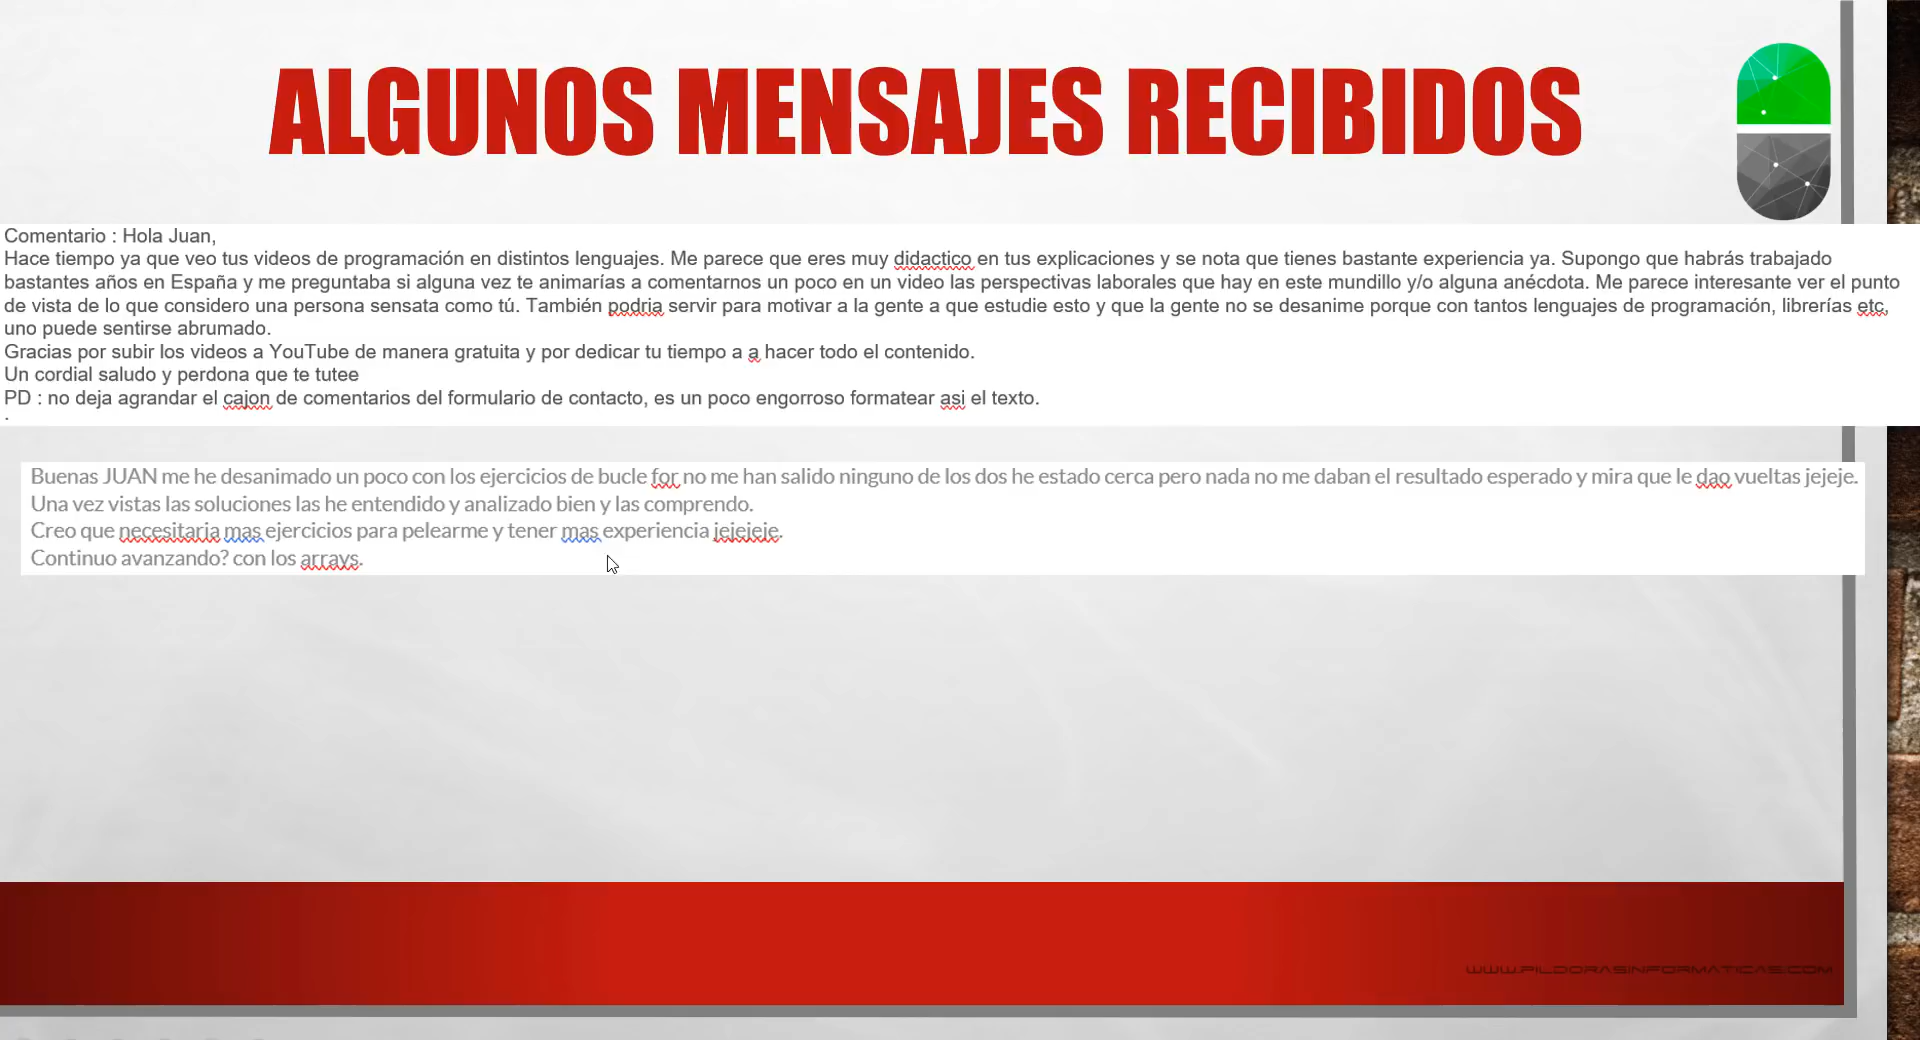 ALGUNOS MENSAJES RECIBIDOS
Comentario : Hola Juan,
Hace tiempo ya que veo tus videos de programación en distintos lenguajes. Me parece que eres muy didactico en tus explicaciones y se nota que tienes bastante experiencia ya. Supongo que habrás trabajado
bastantes años en España y me preguntaba si alguna vez te animarías a comentarnos un poco en un video las perspectivas laborales que hay en este mundillo y/o alguna anécdota. Me parece interesante ver el punto
de vista de lo que considero una persona sensata como tú. También podria servir para motivar a la gente a que estudie esto y que la gente no se desanime porque con tantos lenguajes de programación, librerías etc,
uno puede sentirse abrumado.
Gracias por subir los videos a YouTube de manera gratuita y por dedicar tu tiempo a a hacer todo el contenido.
Un cordial saludo y perdona que te tutee
PD : no deja agrandar el cajon de comentarios del formulario de contacto, es un poco engorroso formatear asi el texto.
Buenas JUAN me he desanimado un poco con los ejercicios de bucle for no me han salido ninguno de los dos he estado cerca pero nada no me daban el resultado esperado y mira que le dao vueltas jejeje.
Una vez vistas las soluciones las he entendido y analizado bien y las comprendo.
Creo que necesitaria mas ejercicios para pelearme y tener mas experiencia jejejeje.
Continuo avanzando? con los arrays.
WWW.PILDORASINFORMATICAS.COM